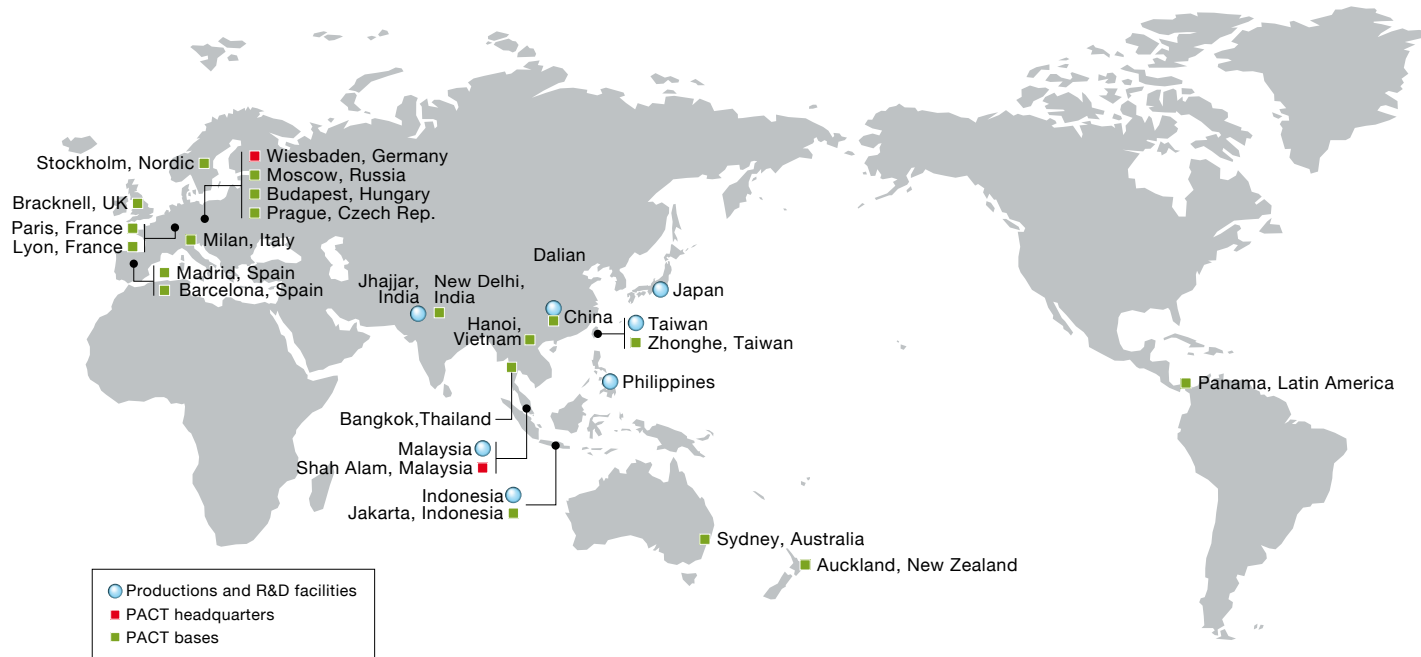 Stockholm, Nordic
Wiesbaden, Germany
Moscow, Russia
Budapest, Hungary
Prague, Czech Rep.
Bracknell, UK
Paris, France
Lyon, France
Milan, Italy
Madrid, Spain
Barcelona, Spain
Dalian
Jhajjar,
India
New Delhi,
India
Japan
China
Hanoi,
Vietnam
Taiwan
Zhonghe, Taiwan
Philippines
Panama, Latin America
Bangkok,Thailand
Malaysia
Shah Alam, Malaysia
Indonesia
Jakarta, Indonesia
Sydney, Australia
Auckland, New Zealand
Productions and R&D facilities
PACT headquarters
PACT bases